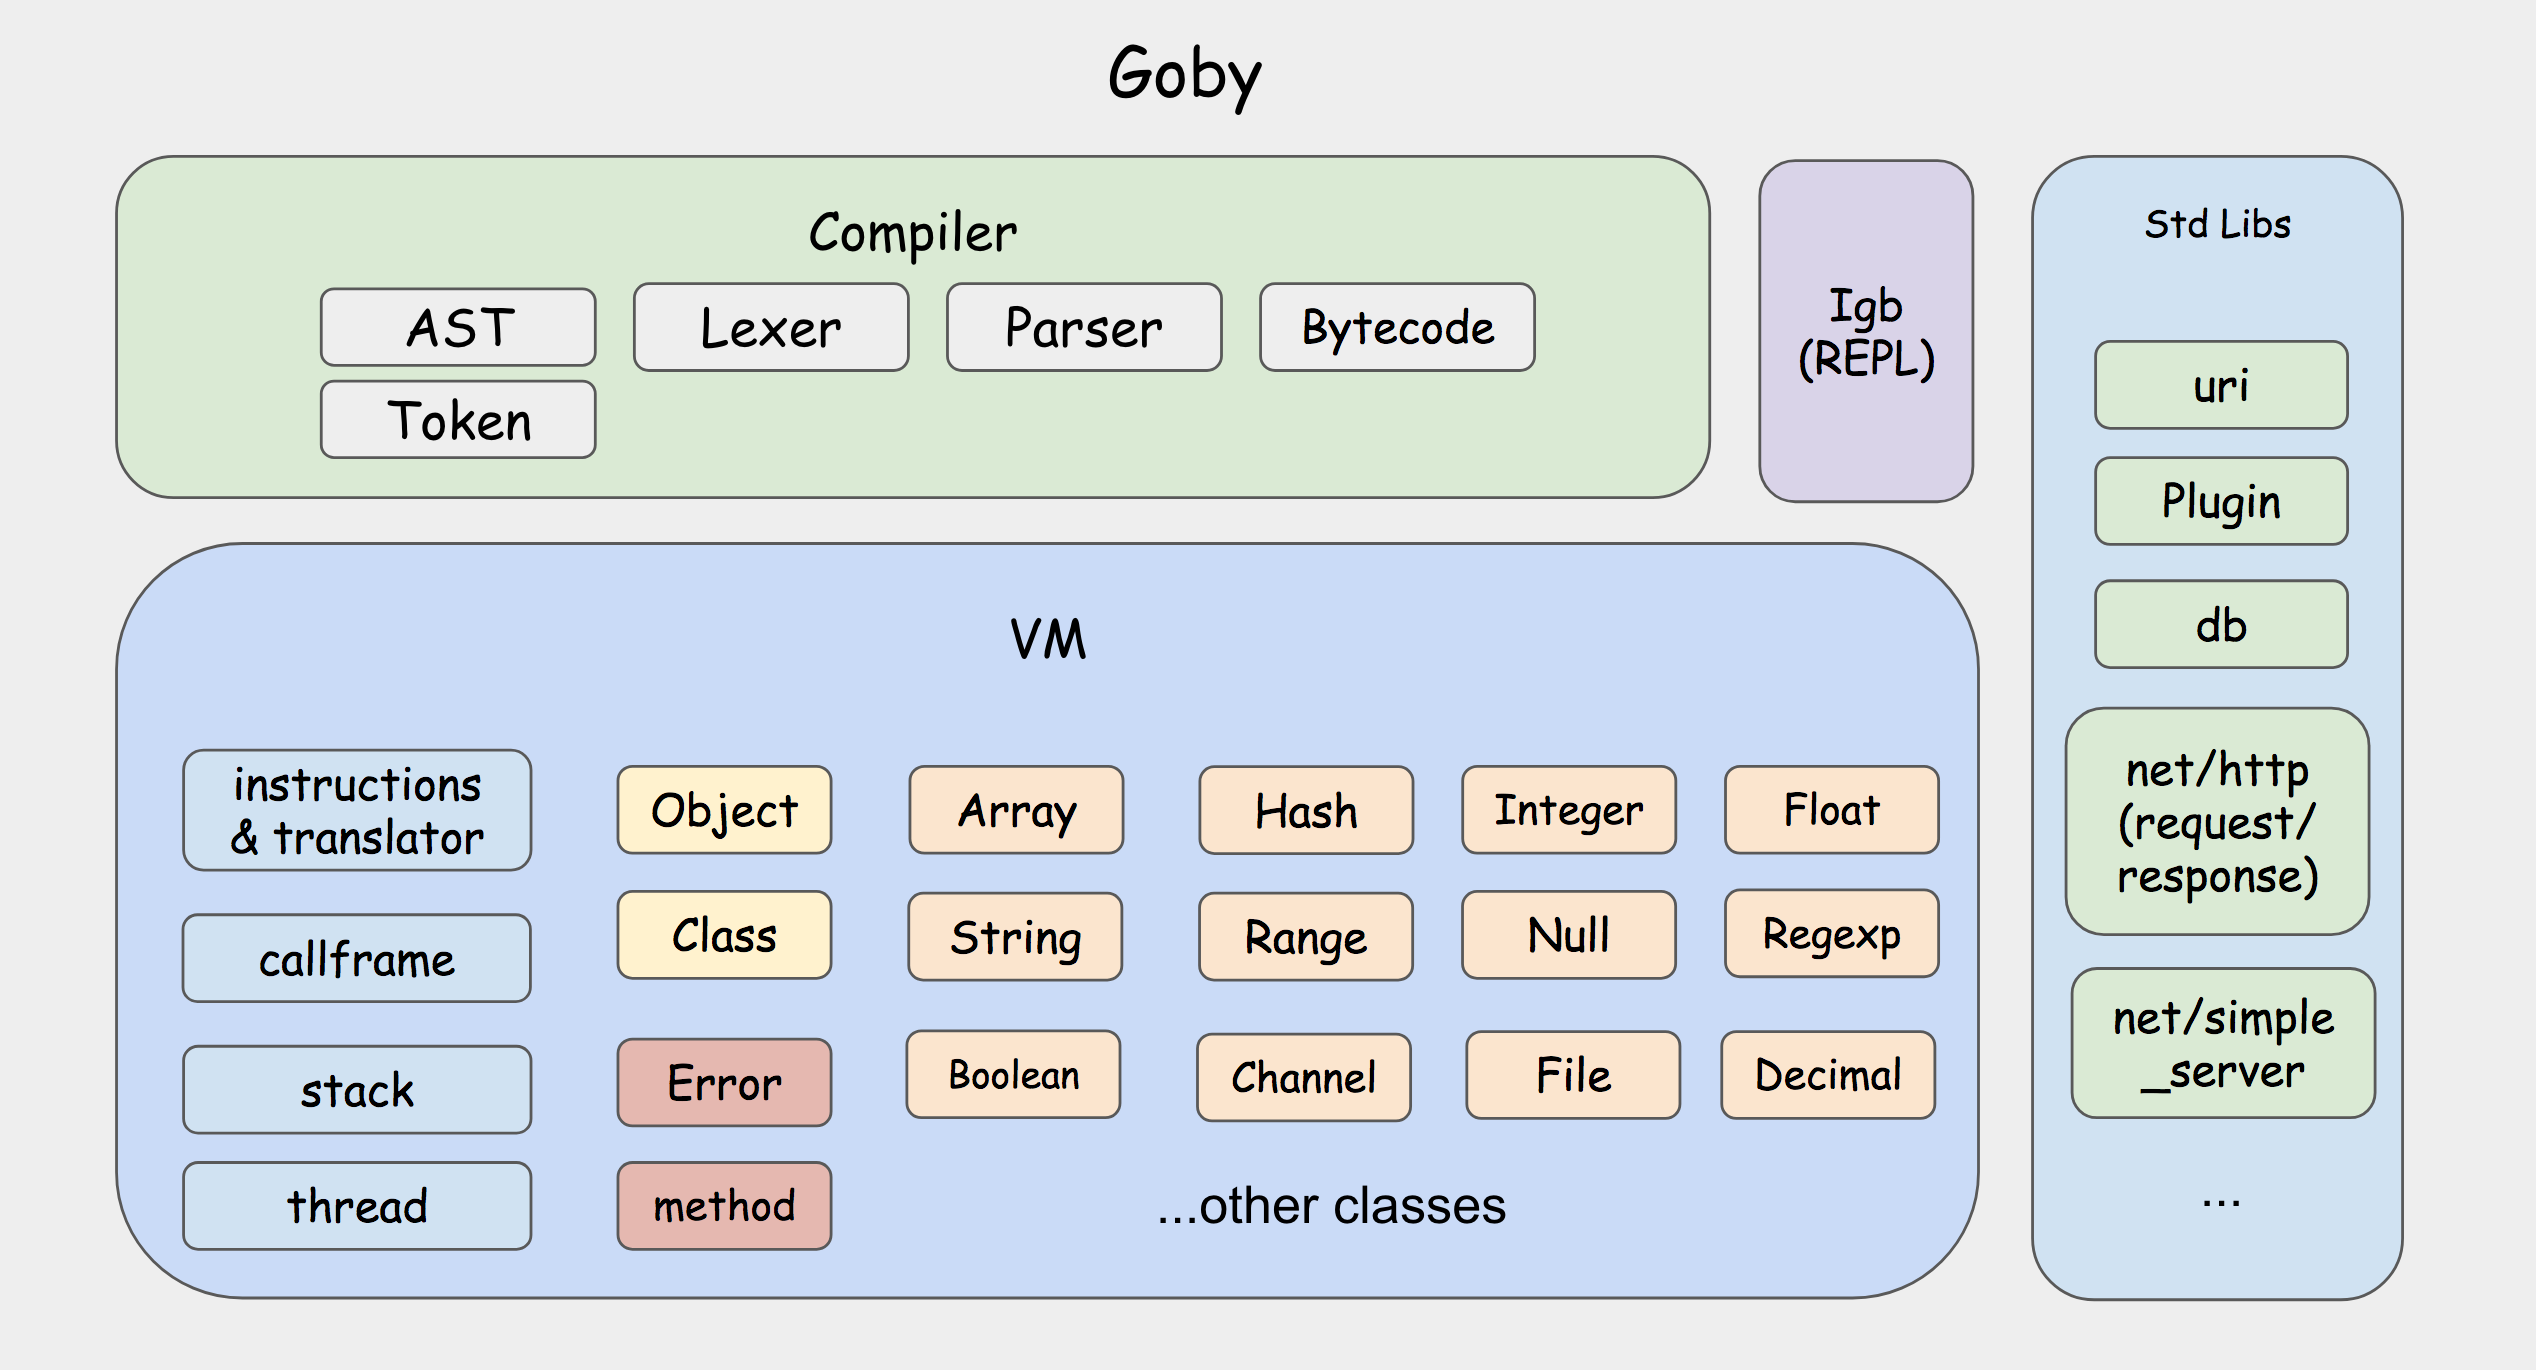 Goby
Compiler
AST
Lexer
Parser
Bytecode
Token
Igb
(REPL)
Std Libs
uri
Plugin
db
net/http
(request/
response)
net/simple
_server
...
VM
instructions
& translator
Object
Array
Hash
Integer
Float
callframe
Class
String
Range
Null
Regexp
stack
Error
Boolean
Channel
File
Decimal
thread
method
...other classes